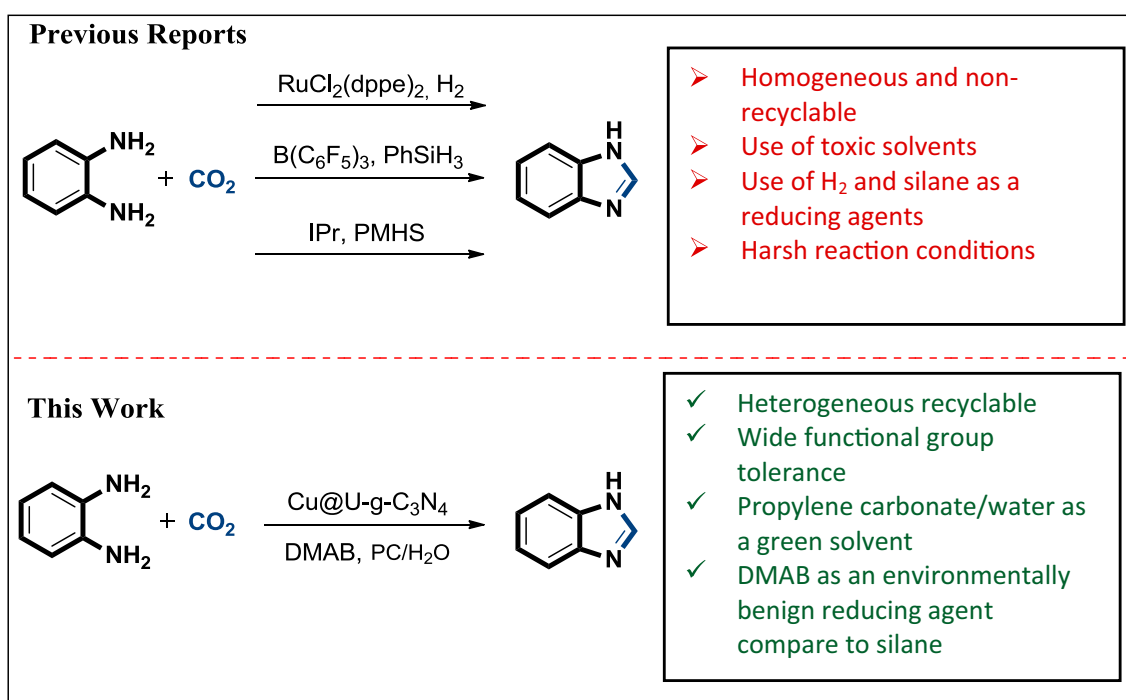 Previous Reports
RuCl2(dppe)2, H2
NH2
NH2
+ CO2
B(C6F5)3, PhSiH3
IPr, PMHS
H
N
N
➢ Homogeneous and non-
recyclable
➢ Use of toxic solvents
➢ Use of H2 and silane as a
reducing agents
➢ Harsh reaction conditions
This Work
NH2
NH2
+ CO2
Cu@U-g-C3N4
DMAB, PC/H2O
H
N
N
✓ Heterogeneous recyclable
✓ Wide functional group
tolerance
✓ Propylene carbonate/water as
a green solvent
✓ DMAB as an environmentally
benign reducing agent
compare to silane